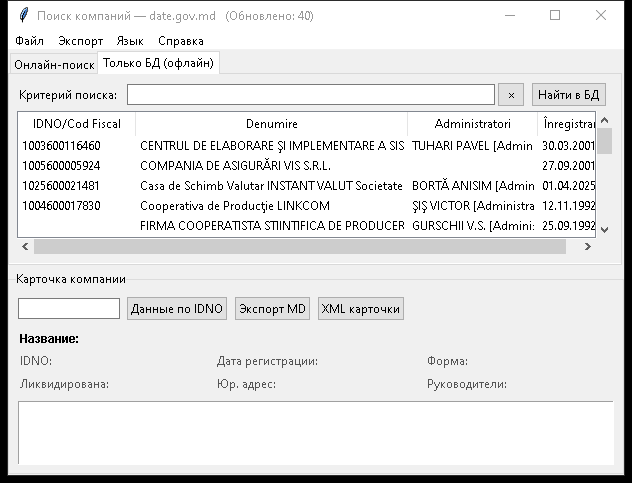 Поиск компаний — date.gov.md (Обновлено: 40)
Файл Экспорт Язык Справка
Онлайн-поиск Только БД (офлайн)
Критерий поиска: × Найти в БД
IDNO/Cod Fiscal Denumire Administratori Înregistrar
1003600116460 CENTRUL DE ELABORARE ŞI IMPLEMENTARE A SIS TUHARI PAVEL [Admin 30.03.2001
1005600005924 COMPANIA DE ASIGURĂRI VIS S.R.L. 27.09.2001
1025600021481 Casa de Schimb Valutar INSTANT VALUT Societate BORTĂ ANISIM [Admin 01.04.2025
1004600017830 Cooperativa de Producţie LINKCOM ŞIŞ VICTOR [Administra 12.11.1992
FIRMA COOPERATISTA STIINTIFICA DE PRODUCER GURSCHII V.S. [Admini: 25.09.1992
Карточка компании
Данные по IDNO Экспорт MD XML карточки
Название:
IDNO: Дата регистрации: Форма:
Ликвидирована: Юр. адрес: Руководители: